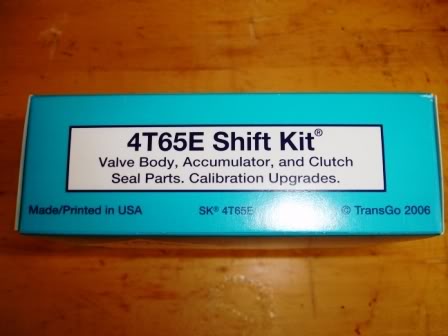 4T65E Shift Kit®
Valve Body, Accumulator, and Clutch
Seal Parts. Calibration Upgrades.
Made/Printed in USA SK® 4T65E © TransGo 2006